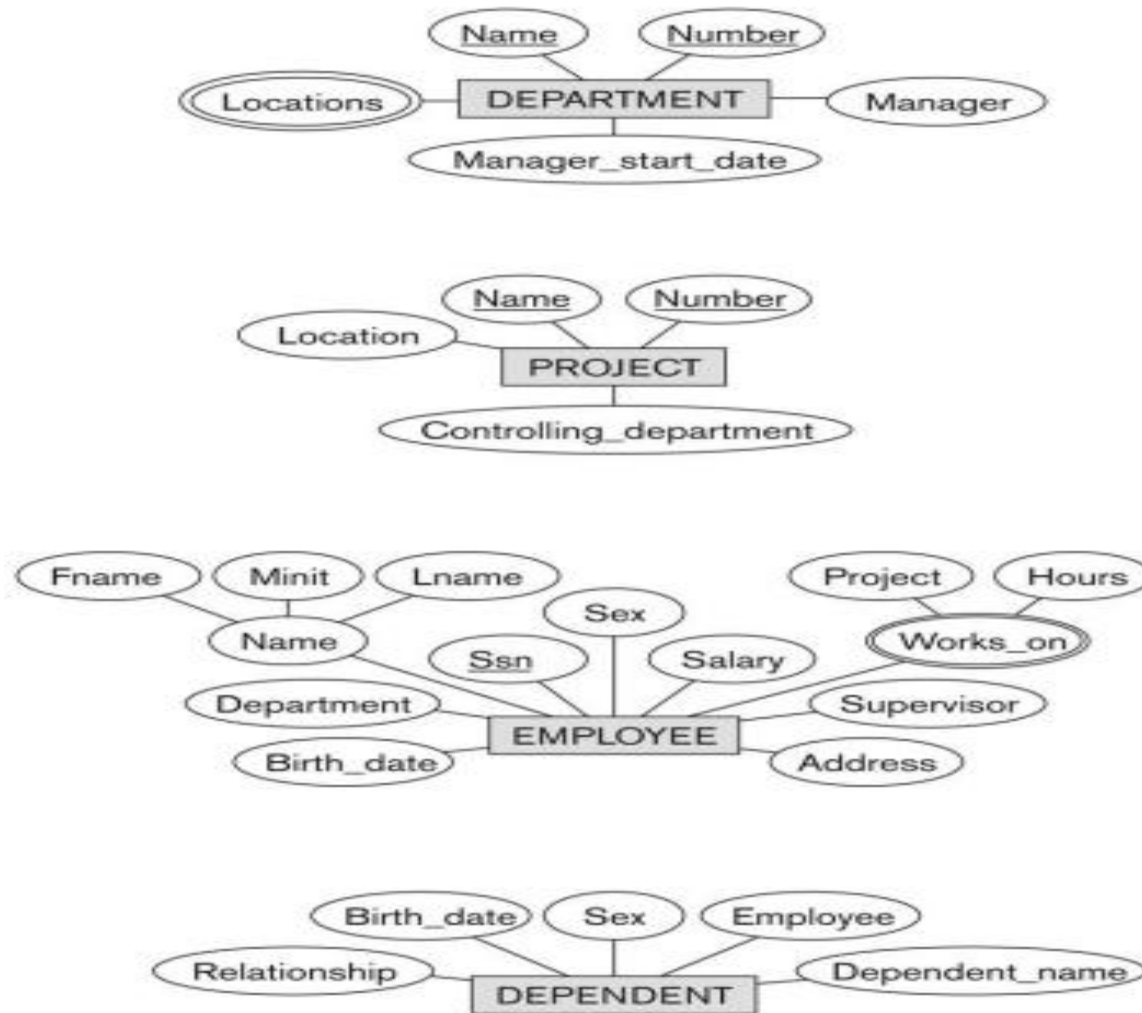 Name Number
Locations DEPARTMENT Manager
Manager_start_date
Name Number
Location
PROJECT
Controlling_department
Fname Minit Lname Project Hours
Sex
Name Works_on
Ssn Salary
Department Supervisor
EMPLOYEE
Birth_date Address
Birth_date Sex Employee
Relationship Dependent_name
DEPENDENT